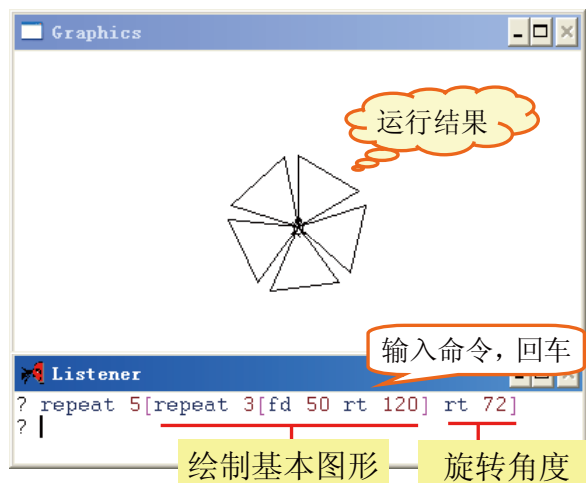 Graphics
运行结果
输入命令，回车
Listener
? repeat 5[repeat 3[fd 50 rt 120] rt 72]
?
绘制基本图形
旋转角度